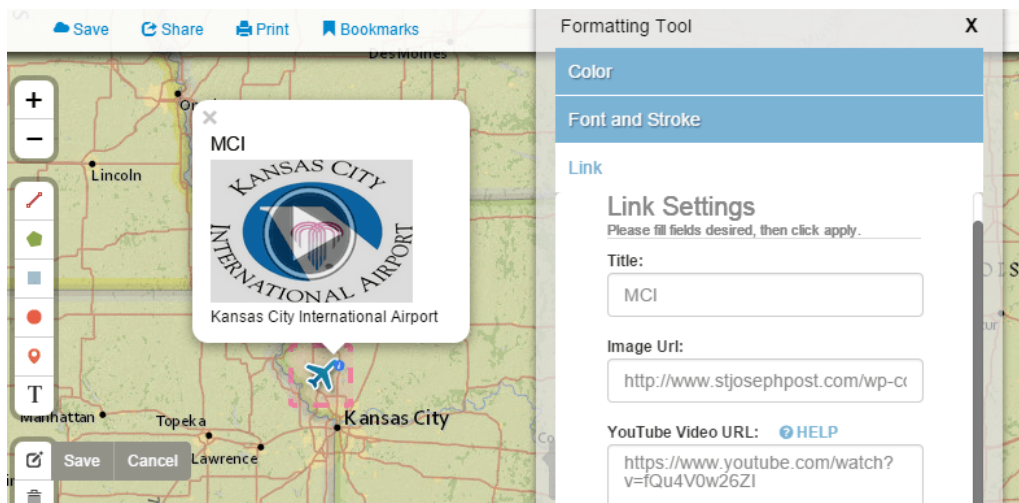 Save
Share
Print
Bookmarks
Formatting Tool
X
Des Moines
Color
+
Font and Stroke
−
MCI
Link
Lincoln
KANSAS CITY
INTERNATIONAL AIRPORT
Link Settings
Please fill fields desired, then click apply.
Title:
MCI
Kansas City International Airport
Image Url:
http://www.stjosephpost.com/wp-co
T
Topeka
Kansas City
YouTube Video URL:
HELP
Save
Cancel
Lawrence
https://www.youtube.com/watch?
v=fQu4V0w26ZI